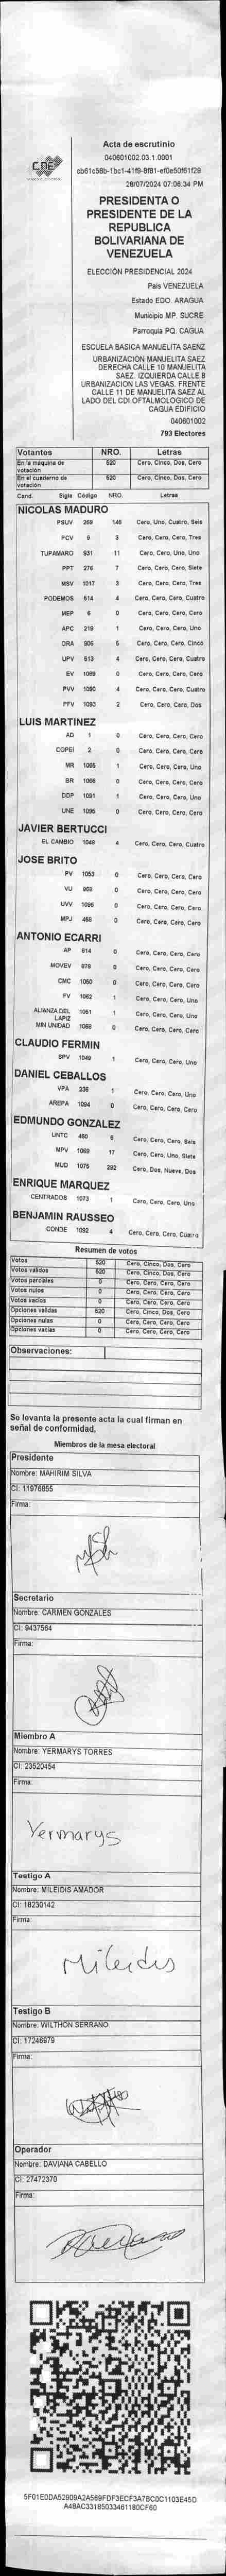 CNE
Acta de escrutinio
040601002.03.1.0001
cb61c56b-1bc1-41f9-8f81-ef0e50f61f29
28/07/2024 07:06:34 PM
PRESIDENTA O
PRESIDENTE DE LA
REPUBLICA
BOLIVARIANA DE
VENEZUELA
ELECCIÓN PRESIDENCIAL 2024
País VENEZUELA
Estado EDO. ARAGUA
Municipio MP. SUCRE
Parroquia PQ. CAGUA
ESCUELA BASICA MANUELITA SAENZ
URBANIZACIÓN MANUELITA SAEZ
DERECHA CALLE 10 MANUELITA
SAEZ. IZQUIERDA CALLE 8
URBANIZACION LAS VEGAS. FRENTE
CALLE 11 DE MANUELITA SAEZ AL
LADO DEL CDI OFTALMOLOGICO DE
CAGUA EDIFICIO
040601002
793 Electores
Votantes NRO. Letras
En la máquina de votación 520 Cero, Cinco, Dos, Cero
En el cuaderno de votación 520 Cero, Cinco, Dos, Cero
Cand. Sigla Código NRO. Letras
NICOLAS MADURO
PSUV 269 146 Cero, Uno, Cuatro, Seis
PCV 9 3 Cero, Cero, Cero, Tres
TUPAMARO 931 11 Cero, Cero, Uno, Uno
PPT 276 7 Cero, Cero, Cero, Siete
MSV 1017 3 Cero, Cero, Cero, Tres
PODEMOS 514 4 Cero, Cero, Cero, Cuatro
MEP 6 0 Cero, Cero, Cero, Cero
APC 219 1 Cero, Cero, Cero, Uno
ORA 906 5 Cero, Cero, Cero, Cinco
UPV 513 4 Cero, Cero, Cero, Cuatro
EV 1089 0 Cero, Cero, Cero, Cero
PVV 1090 4 Cero, Cero, Cero, Cuatro
PFV 1093 2 Cero, Cero, Cero, Dos
LUIS MARTINEZ
AD 1 0 Cero, Cero, Cero, Cero
COPEI 2 0 Cero, Cero, Cero, Cero
MR 1065 1 Cero, Cero, Cero, Uno
BR 1066 0 Cero, Cero, Cero, Cero
DDP 1091 1 Cero, Cero, Cero, Uno
UNE 1095 0 Cero, Cero, Cero, Cero
JAVIER BERTUCCI
EL CAMBIO 1048 4 Cero, Cero, Cero, Cuatro
JOSE BRITO
PV 1053 0 Cero, Cero, Cero, Cero
VU 868 0 Cero, Cero, Cero, Cero
UVV 1096 0 Cero, Cero, Cero, Cero
MPJ 458 0 Cero, Cero, Cero, Cero
ANTONIO ECARRI
AP 814 0 Cero, Cero, Cero, Cero
MOVEV 878 0 Cero, Cero, Cero, Cero
CMC 1050 0 Cero, Cero, Cero, Cero
FV 1062 1 Cero, Cero, Cero, Uno
ALIANZA DEL LAPIZ 1061 1 Cero, Cero, Cero, Uno
MIN UNIDAD 1088 0 Cero, Cero, Cero, Cero
CLAUDIO FERMIN
SPV 1049 1 Cero, Cero, Cero, Uno
DANIEL CEBALLOS
VPA 236 1 Cero, Cero, Cero, Uno
AREPA 1094 0 Cero, Cero, Cero, Cero
EDMUNDO GONZALEZ
UNTC 460 6 Cero, Cero, Cero, Seis
MPV 1069 17 Cero, Cero, Uno, Siete
MUD 1075 292 Cero, Dos, Nueve, Dos
ENRIQUE MARQUEZ
CENTRADOS 1073 1 Cero, Cero, Cero, Uno
BENJAMIN RAUSSEO
CONDE 1092 4 Cero, Cero, Cero, Cuatro
Resumen de votos
Votos 520 Cero, Cinco, Dos, Cero
Votos válidos 520 Cero, Cinco, Dos, Cero
Votos parciales 0 Cero, Cero, Cero, Cero
Votos nulos 0 Cero, Cero, Cero, Cero
Votos vacíos 0 Cero, Cero, Cero, Cero
Opciones válidas 520 Cero, Cinco, Dos, Cero
Opciones nulas 0 Cero, Cero, Cero, Cero
Opciones vacías 0 Cero, Cero, Cero, Cero
Observaciones:
Se levanta la presente acta la cual firman en
señal de conformidad.
Miembros de la mesa electoral
Presidente
Nombre: MAHIRIM SILVA
CI: 11976855
Firma:
Secretario
Nombre: CARMEN GONZALES
CI: 9437564
Firma:
Miembro A
Nombre: YERMARYS TORRES
CI: 23520454
Firma:
Yermarys
Testigo A
Nombre: MILEIDIS AMADOR
CI: 18230142
Firma:
Mileidis
Testigo B
Nombre: WILTHON SERRANO
CI: 17246979
Firma:
Operador
Nombre: DAVIANA CABELLO
CI: 27472370
Firma:
5F01E0DA52909A2A569FDF3ECF3A7BC0C1103E45D
A48AC33185033461180CF60